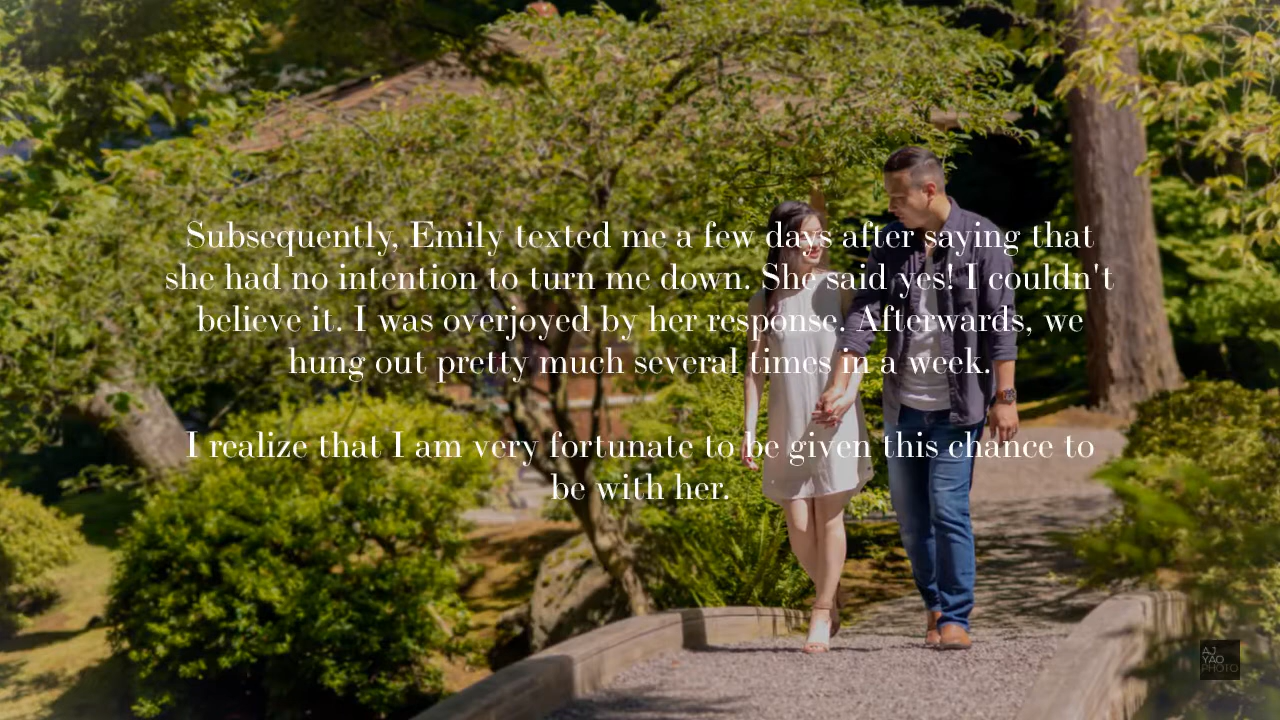 Subsequently, Emily texted me a few days after saying that
she had no intention to turn me down. She said yes! I couldn't
believe it. I was overjoyed by her response. Afterwards, we
hung out pretty much several times in a week.
I realize that I am very fortunate to be given this chance to
be with her.
AJ
YAO
PHOTO